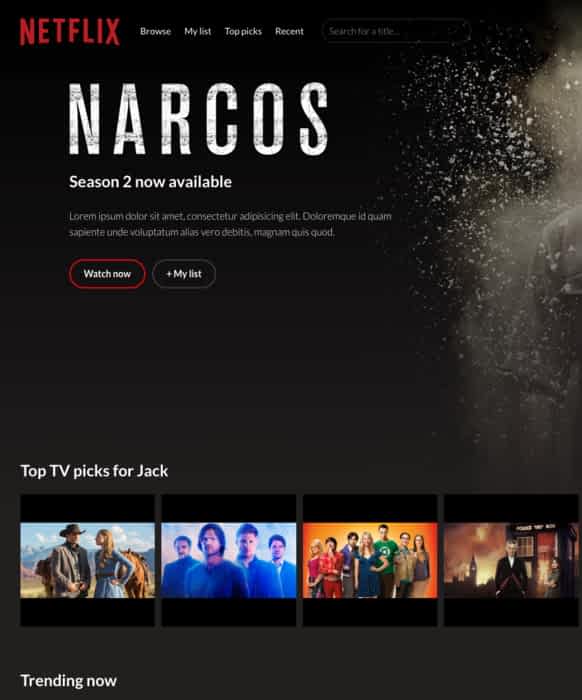 NETFLIX
Browse My list Top picks Recent Search for a title...
NARCOS
Season 2 now available
Lorem ipsum dolor sit amet, consectetur adipisicing elit. Doloremque id quam
sapiente unde voluptatum alias vero debitis, magnam quis quod.
Watch now + My list
Top TV picks for Jack
POLICE BOX
Trending now